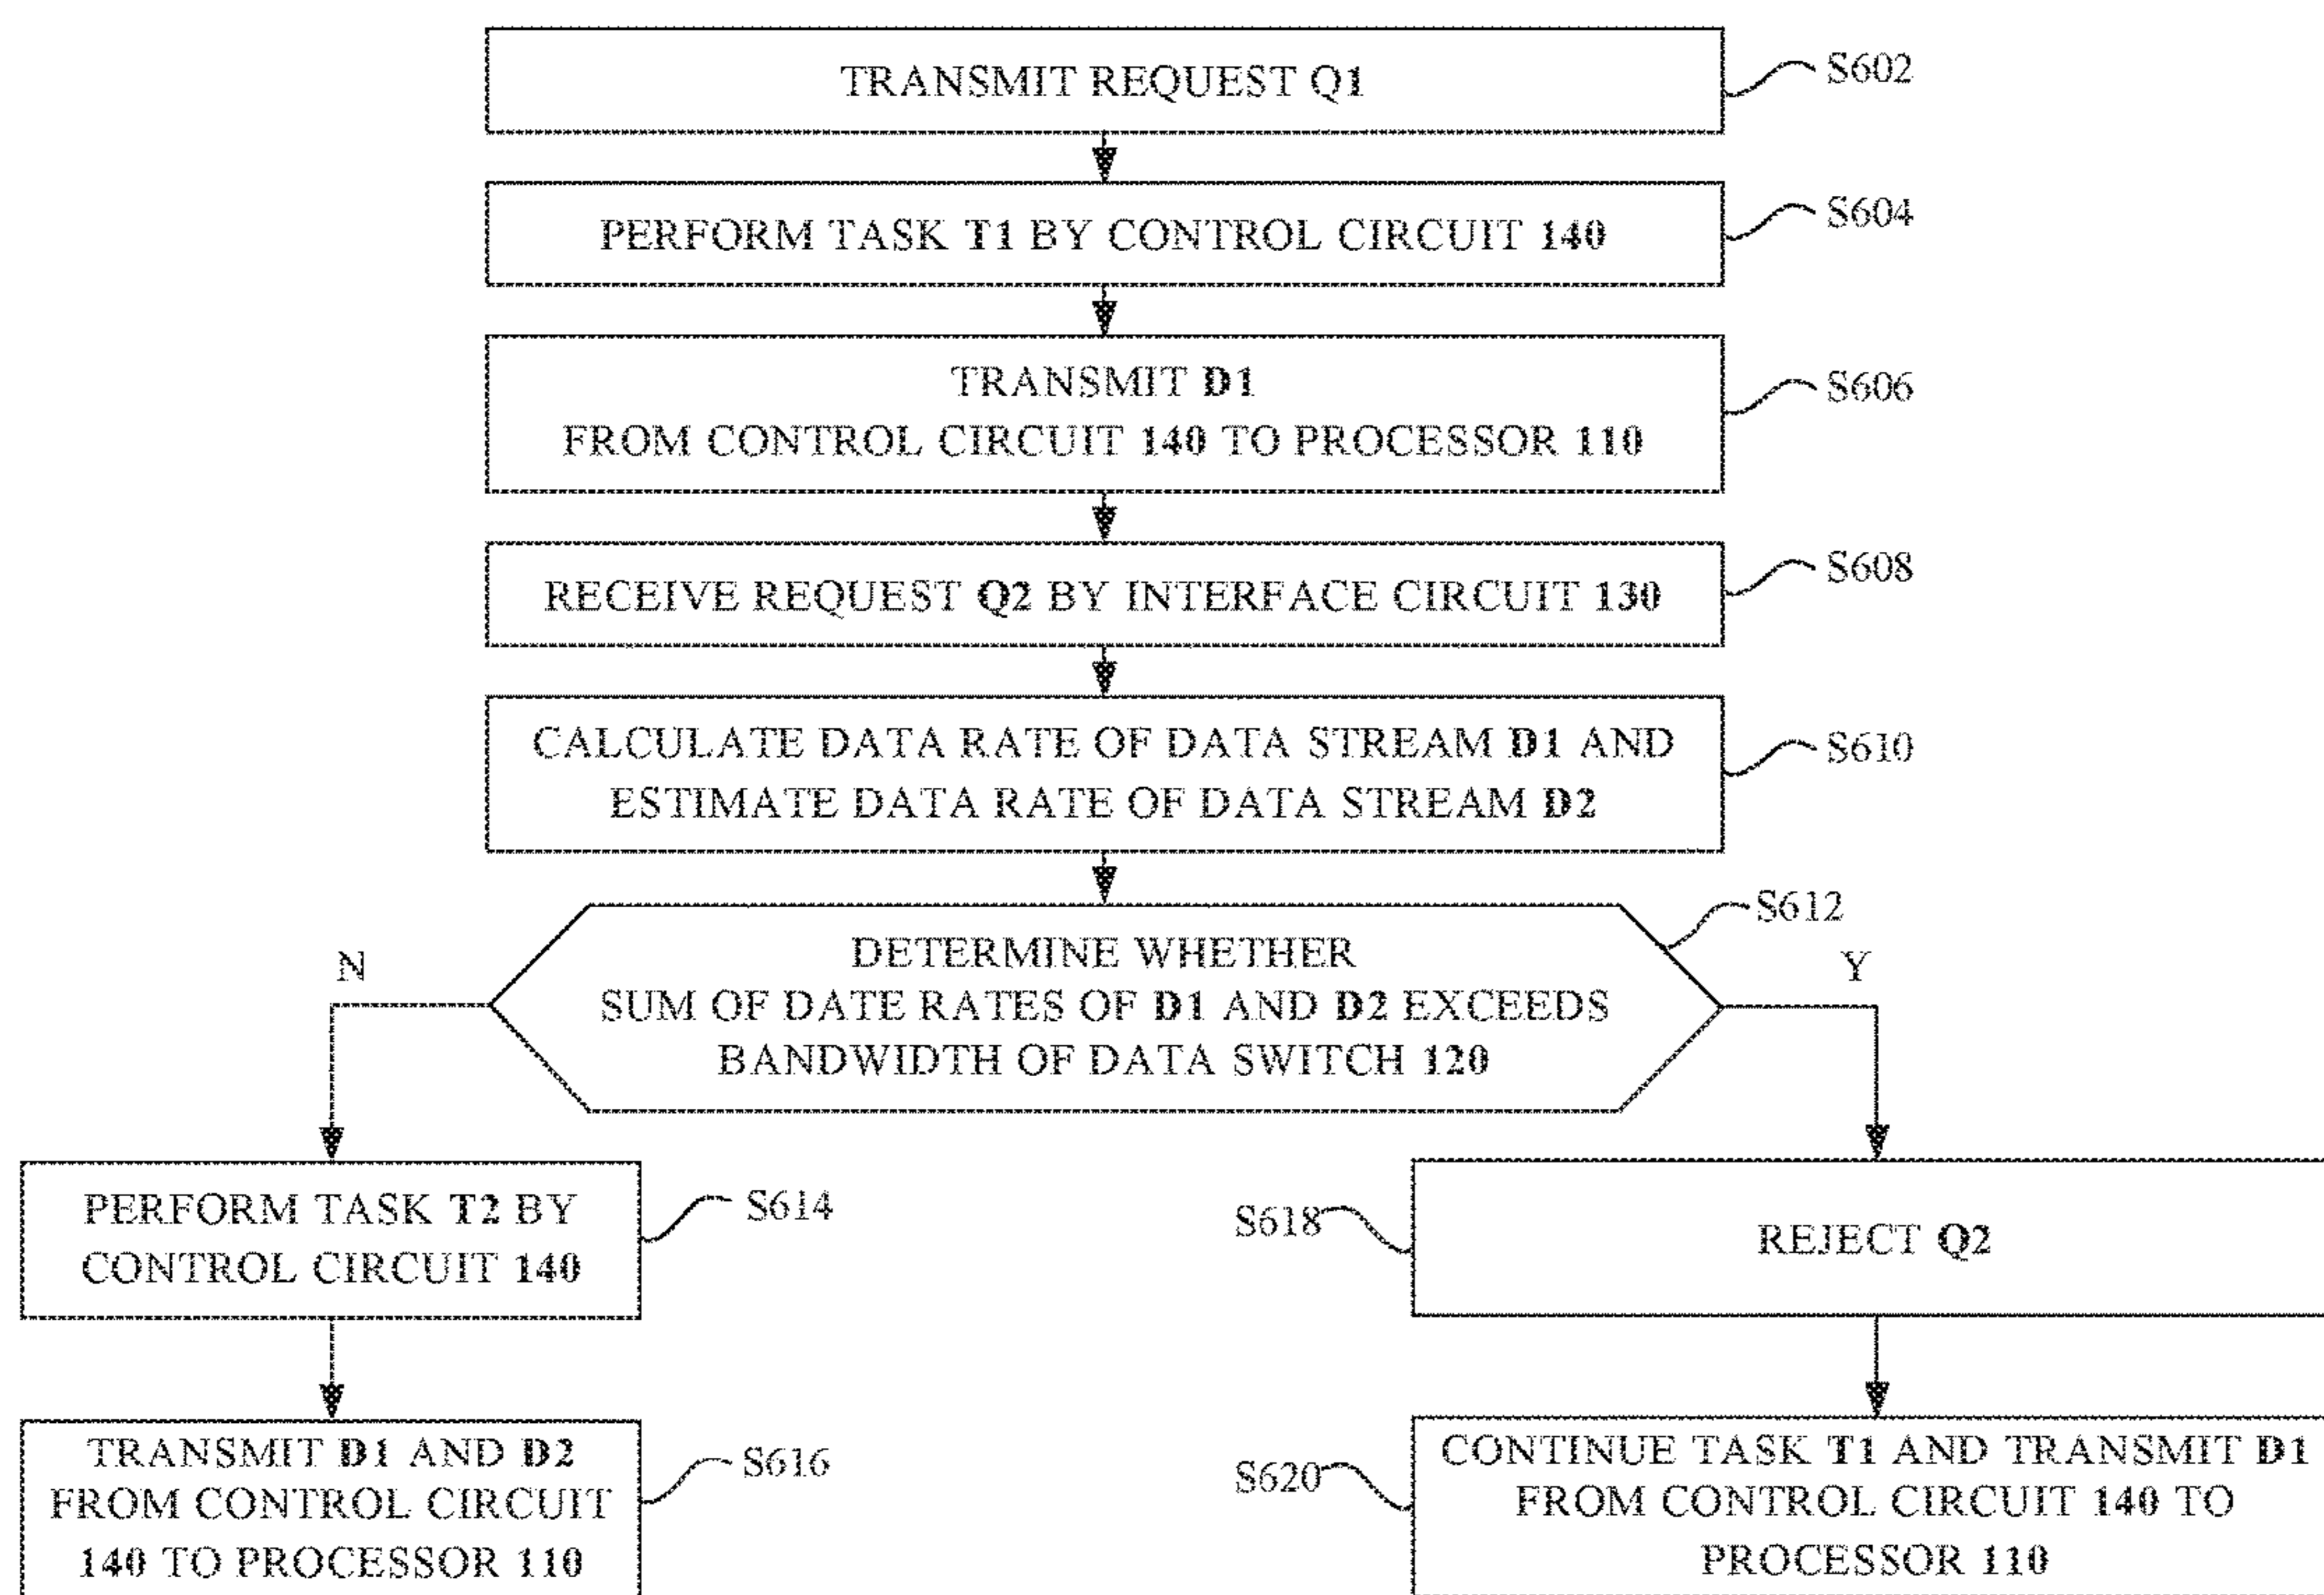 TRANSMIT REQUEST Q1
S602
PERFORM TASK T1 BY CONTROL CIRCUIT 140
S604
TRANSMIT D1
FROM CONTROL CIRCUIT 140 TO PROCESSOR 110
S606
RECEIVE REQUEST Q2 BY INTERFACE CIRCUIT 130
S608
CALCULATE DATA RATE OF DATA STREAM D1 AND
ESTIMATE DATA RATE OF DATA STREAM D2
S610
DETERMINE WHETHER
SUM OF DATE RATES OF D1 AND D2 EXCEEDS
BANDWIDTH OF DATA SWITCH 120
S612
N
Y
PERFORM TASK T2 BY
CONTROL CIRCUIT 140
S614
TRANSMIT D1 AND D2
FROM CONTROL CIRCUIT
140 TO PROCESSOR 110
S616
S618
REJECT Q2
S620
CONTINUE TASK T1 AND TRANSMIT D1
FROM CONTROL CIRCUIT 140 TO
PROCESSOR 110